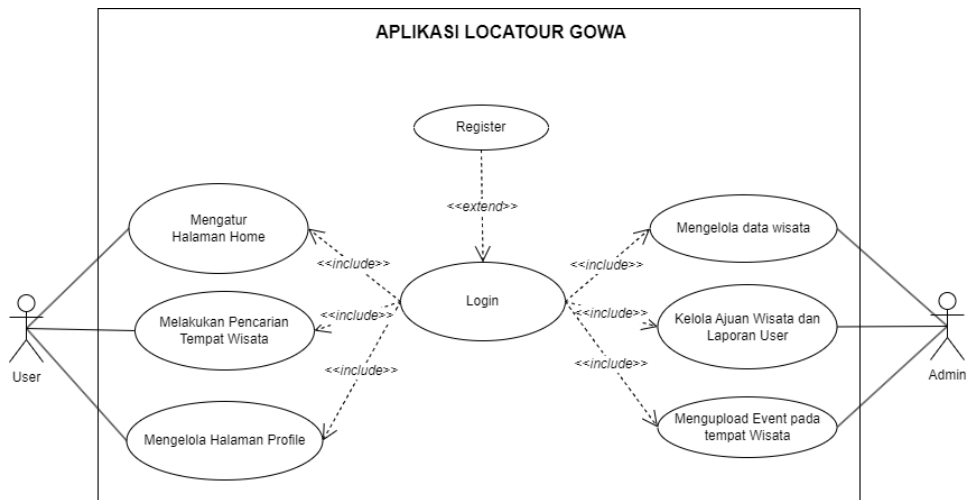 APLIKASI LOCATOUR GOWA
Register
<<extend>>
Mengatur
Halaman Home
Mengelola data wisata
<<include>>
<<include>>
Login
<<include>>
<<include>>
Melakukan Pencarian
Tempat Wisata
Kelola Ajuan Wisata dan
Laporan User
User
Admin
<<include>>
<<include>>
Mengelola Halaman Profile
Mengupload Event pada
tempat Wisata